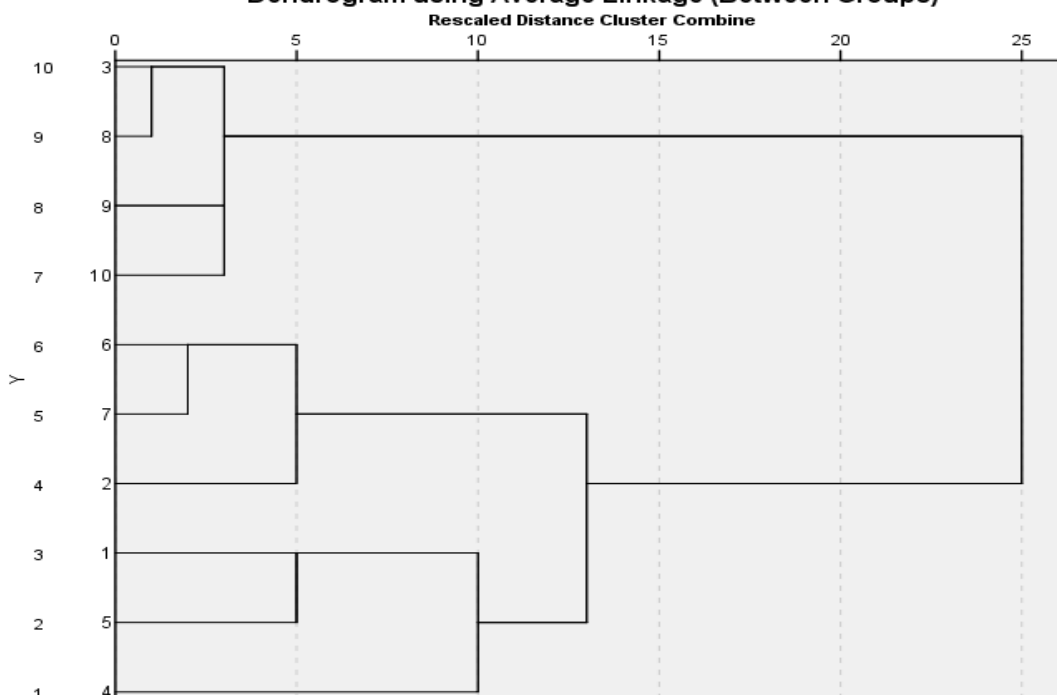 Dendrogram using Average Linkage (Between Groups)
Rescaled Distance Cluster Combine
0 5 10 15 20 25
10 3
9 8
8 9
7 10
6 6
Y
5 7
4 2
3 1
2 5
1 4